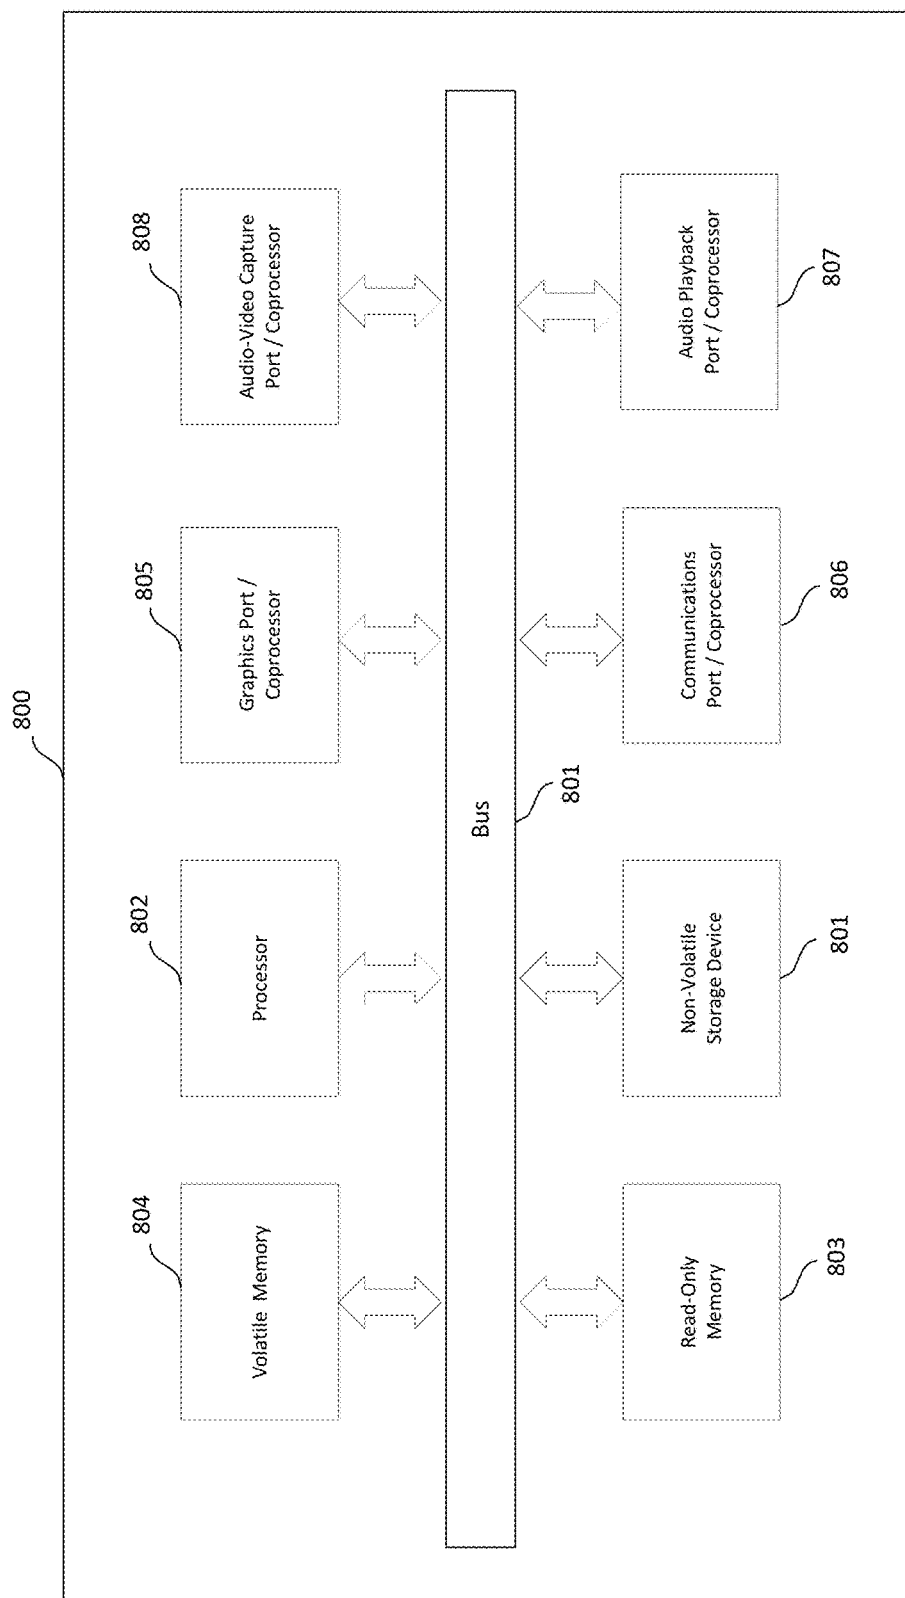 800
804
802
805
808
Volatile Memory
Processor
Graphics Port /
Coprocessor
Audio-Video Capture
Port / Coprocessor
Bus
801
Read-Only
Memory
Non-Volatile
Storage Device
Communications
Port / Coprocessor
Audio Playback
Port / Coprocessor
803
801
806
807